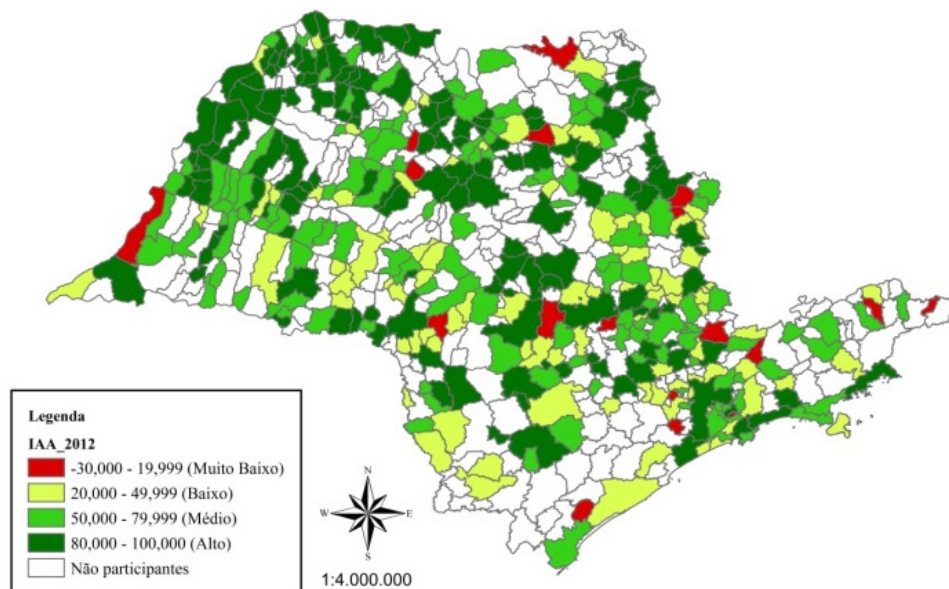 Legenda
IAA_2012
-30,000 - 19,999 (Muito Baixo)
20,000 - 49,999 (Baixo)
50,000 - 79,999 (Médio)
80,000 - 100,000 (Alto)
Não participantes
N
W E
S
1:4.000.000